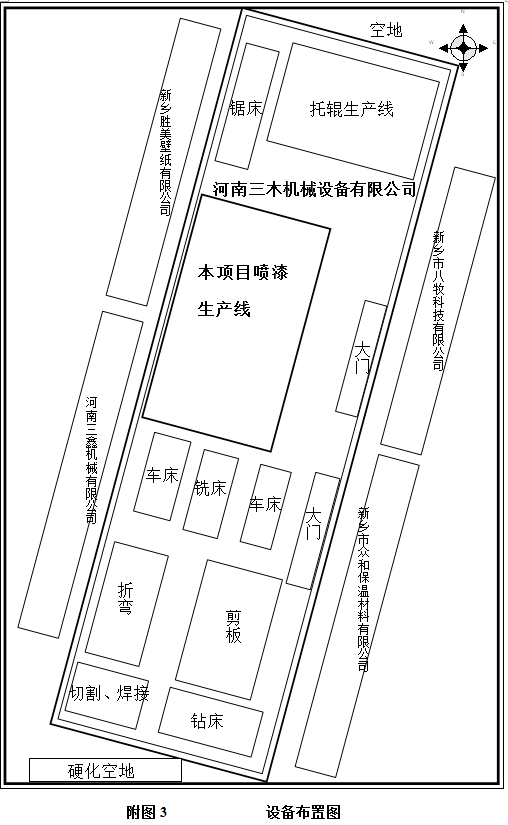 空地
锯床
托辊生产线
新乡胜美壁纸有限公司
河南三木机械设备有限公司
本项目喷漆
生产线
新乡市八牧科技有限公司
大门
河南三鑫机械有限公司
车床
铣床
车床
大门
新乡市众和保温材料有限公司
折弯
剪板
切割、焊接
钻床
硬化空地
附图 3 设备布置图